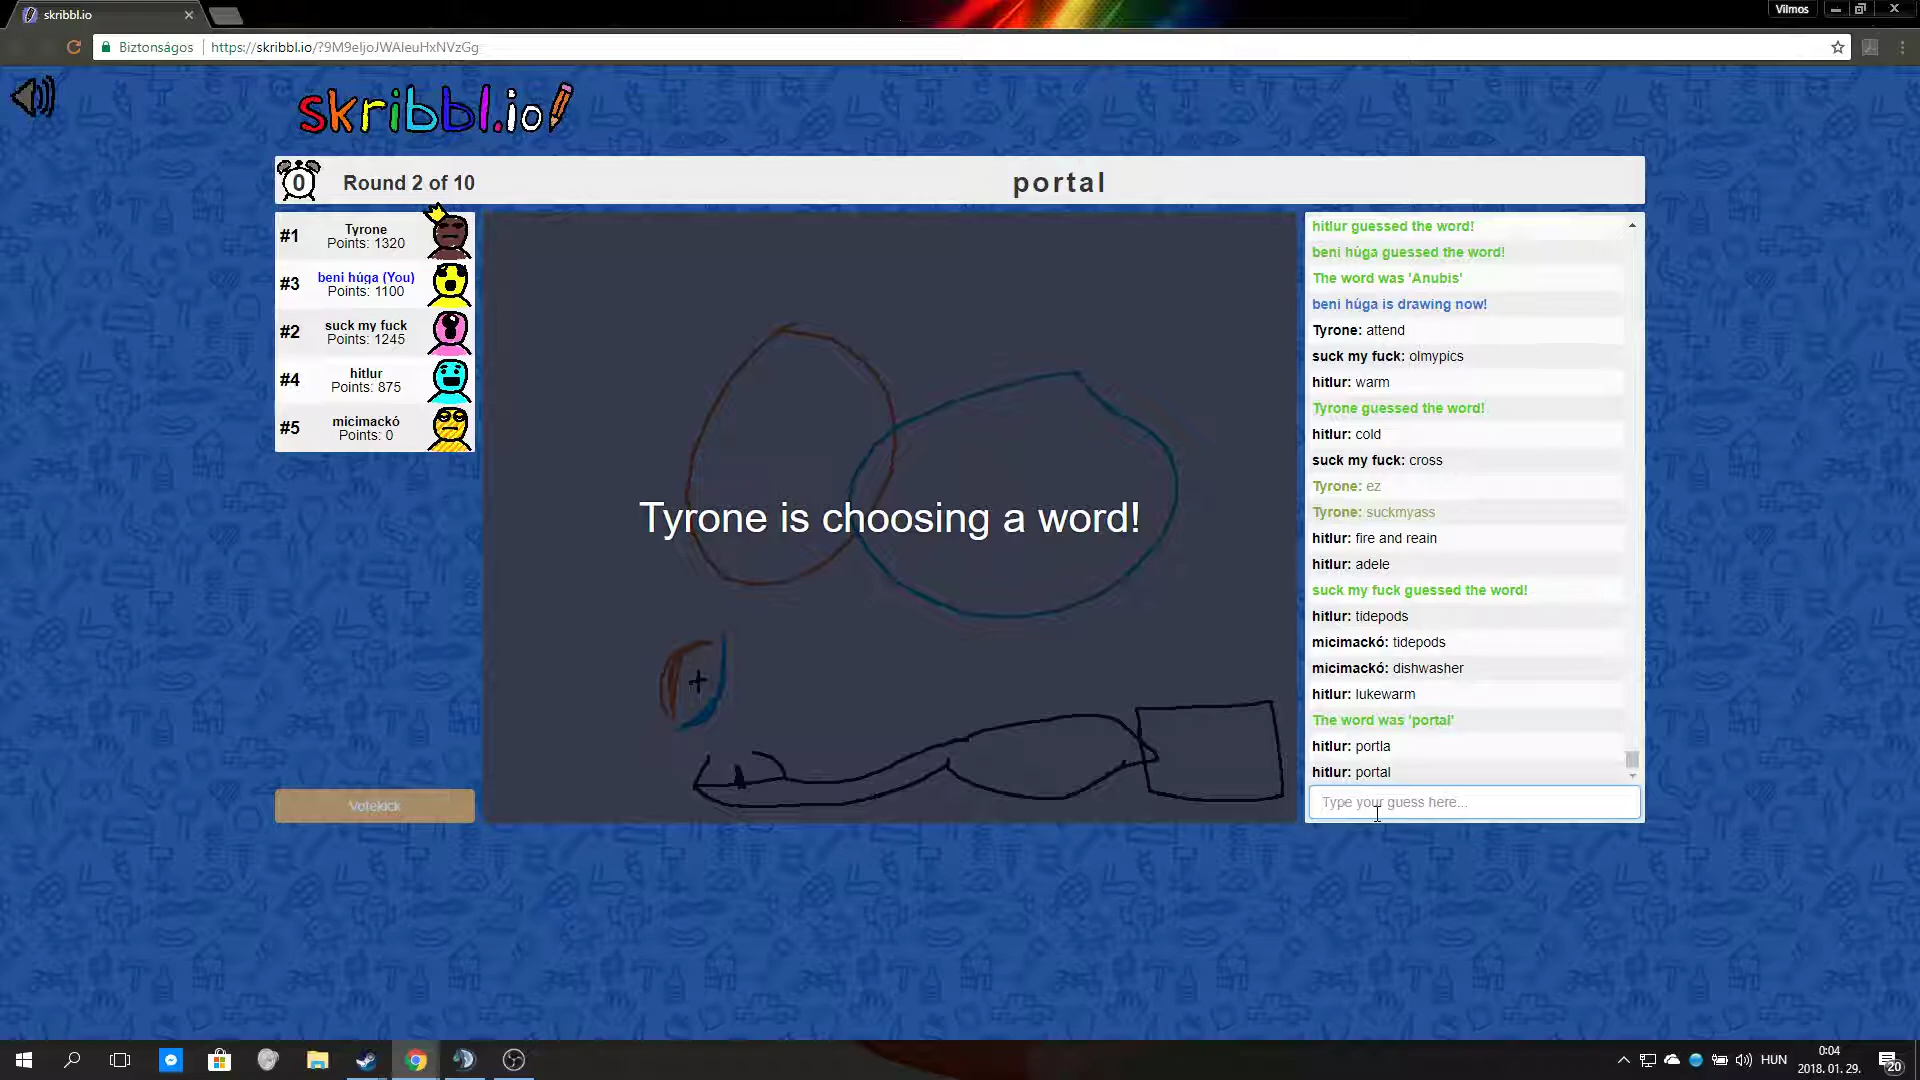 skribbl.io
Vilmos
Biztonságos
https://skribbl.io/?9M9eljoJWAleuHxNVzGg
skribbl.io
0
Round 2 of 10
portal
#1
Tyrone
Points: 1320
#3
beni húga (You)
Points: 1100
#2
suck my fuck
Points: 1245
#4
hitlur
Points: 875
#5
micimackó
Points: 0
Votekick
Tyrone is choosing a word!
hitlur guessed the word!
beni húga guessed the word!
The word was 'Anubis'
beni húga is drawing now!
Tyrone: attend
suck my fuck: olmypics
hitlur: warm
Tyrone guessed the word!
hitlur: cold
suck my fuck: cross
Tyrone: ez
Tyrone: suckmyass
hitlur: fire and reain
hitlur: adele
suck my fuck guessed the word!
hitlur: tidepods
micimackó: tidepods
micimackó: dishwasher
hitlur: lukewarm
The word was 'portal'
hitlur: portla
hitlur: portal
Type your guess here...
HUN
0:04
2018. 01. 29.
20